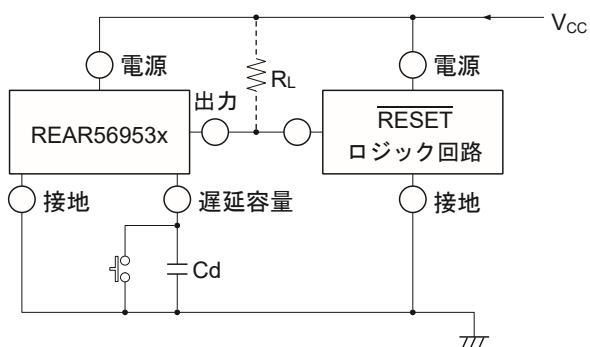 V_CC
電源
R_L
電源
出力
REAR56953x
RESET
ロジック回路
接地
遅延容量
接地
Cd